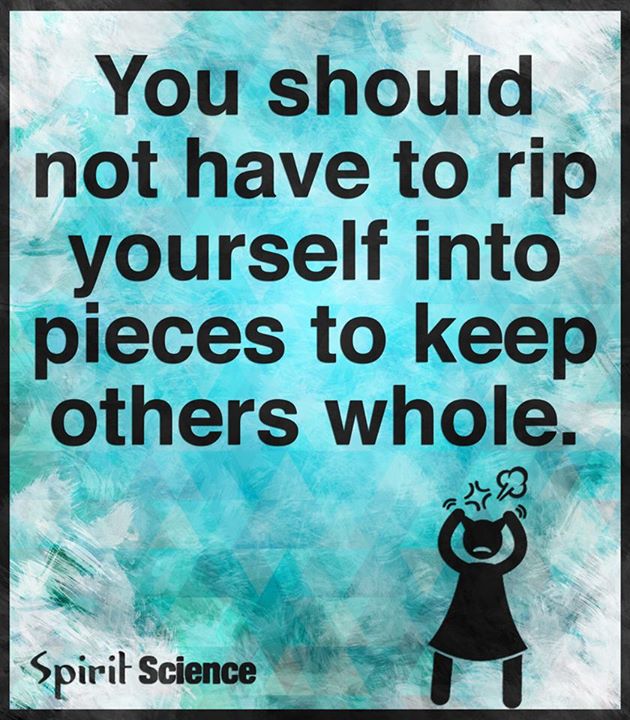 You should
not have to rip
yourself into
pieces to keep
others whole.
Spirit Science